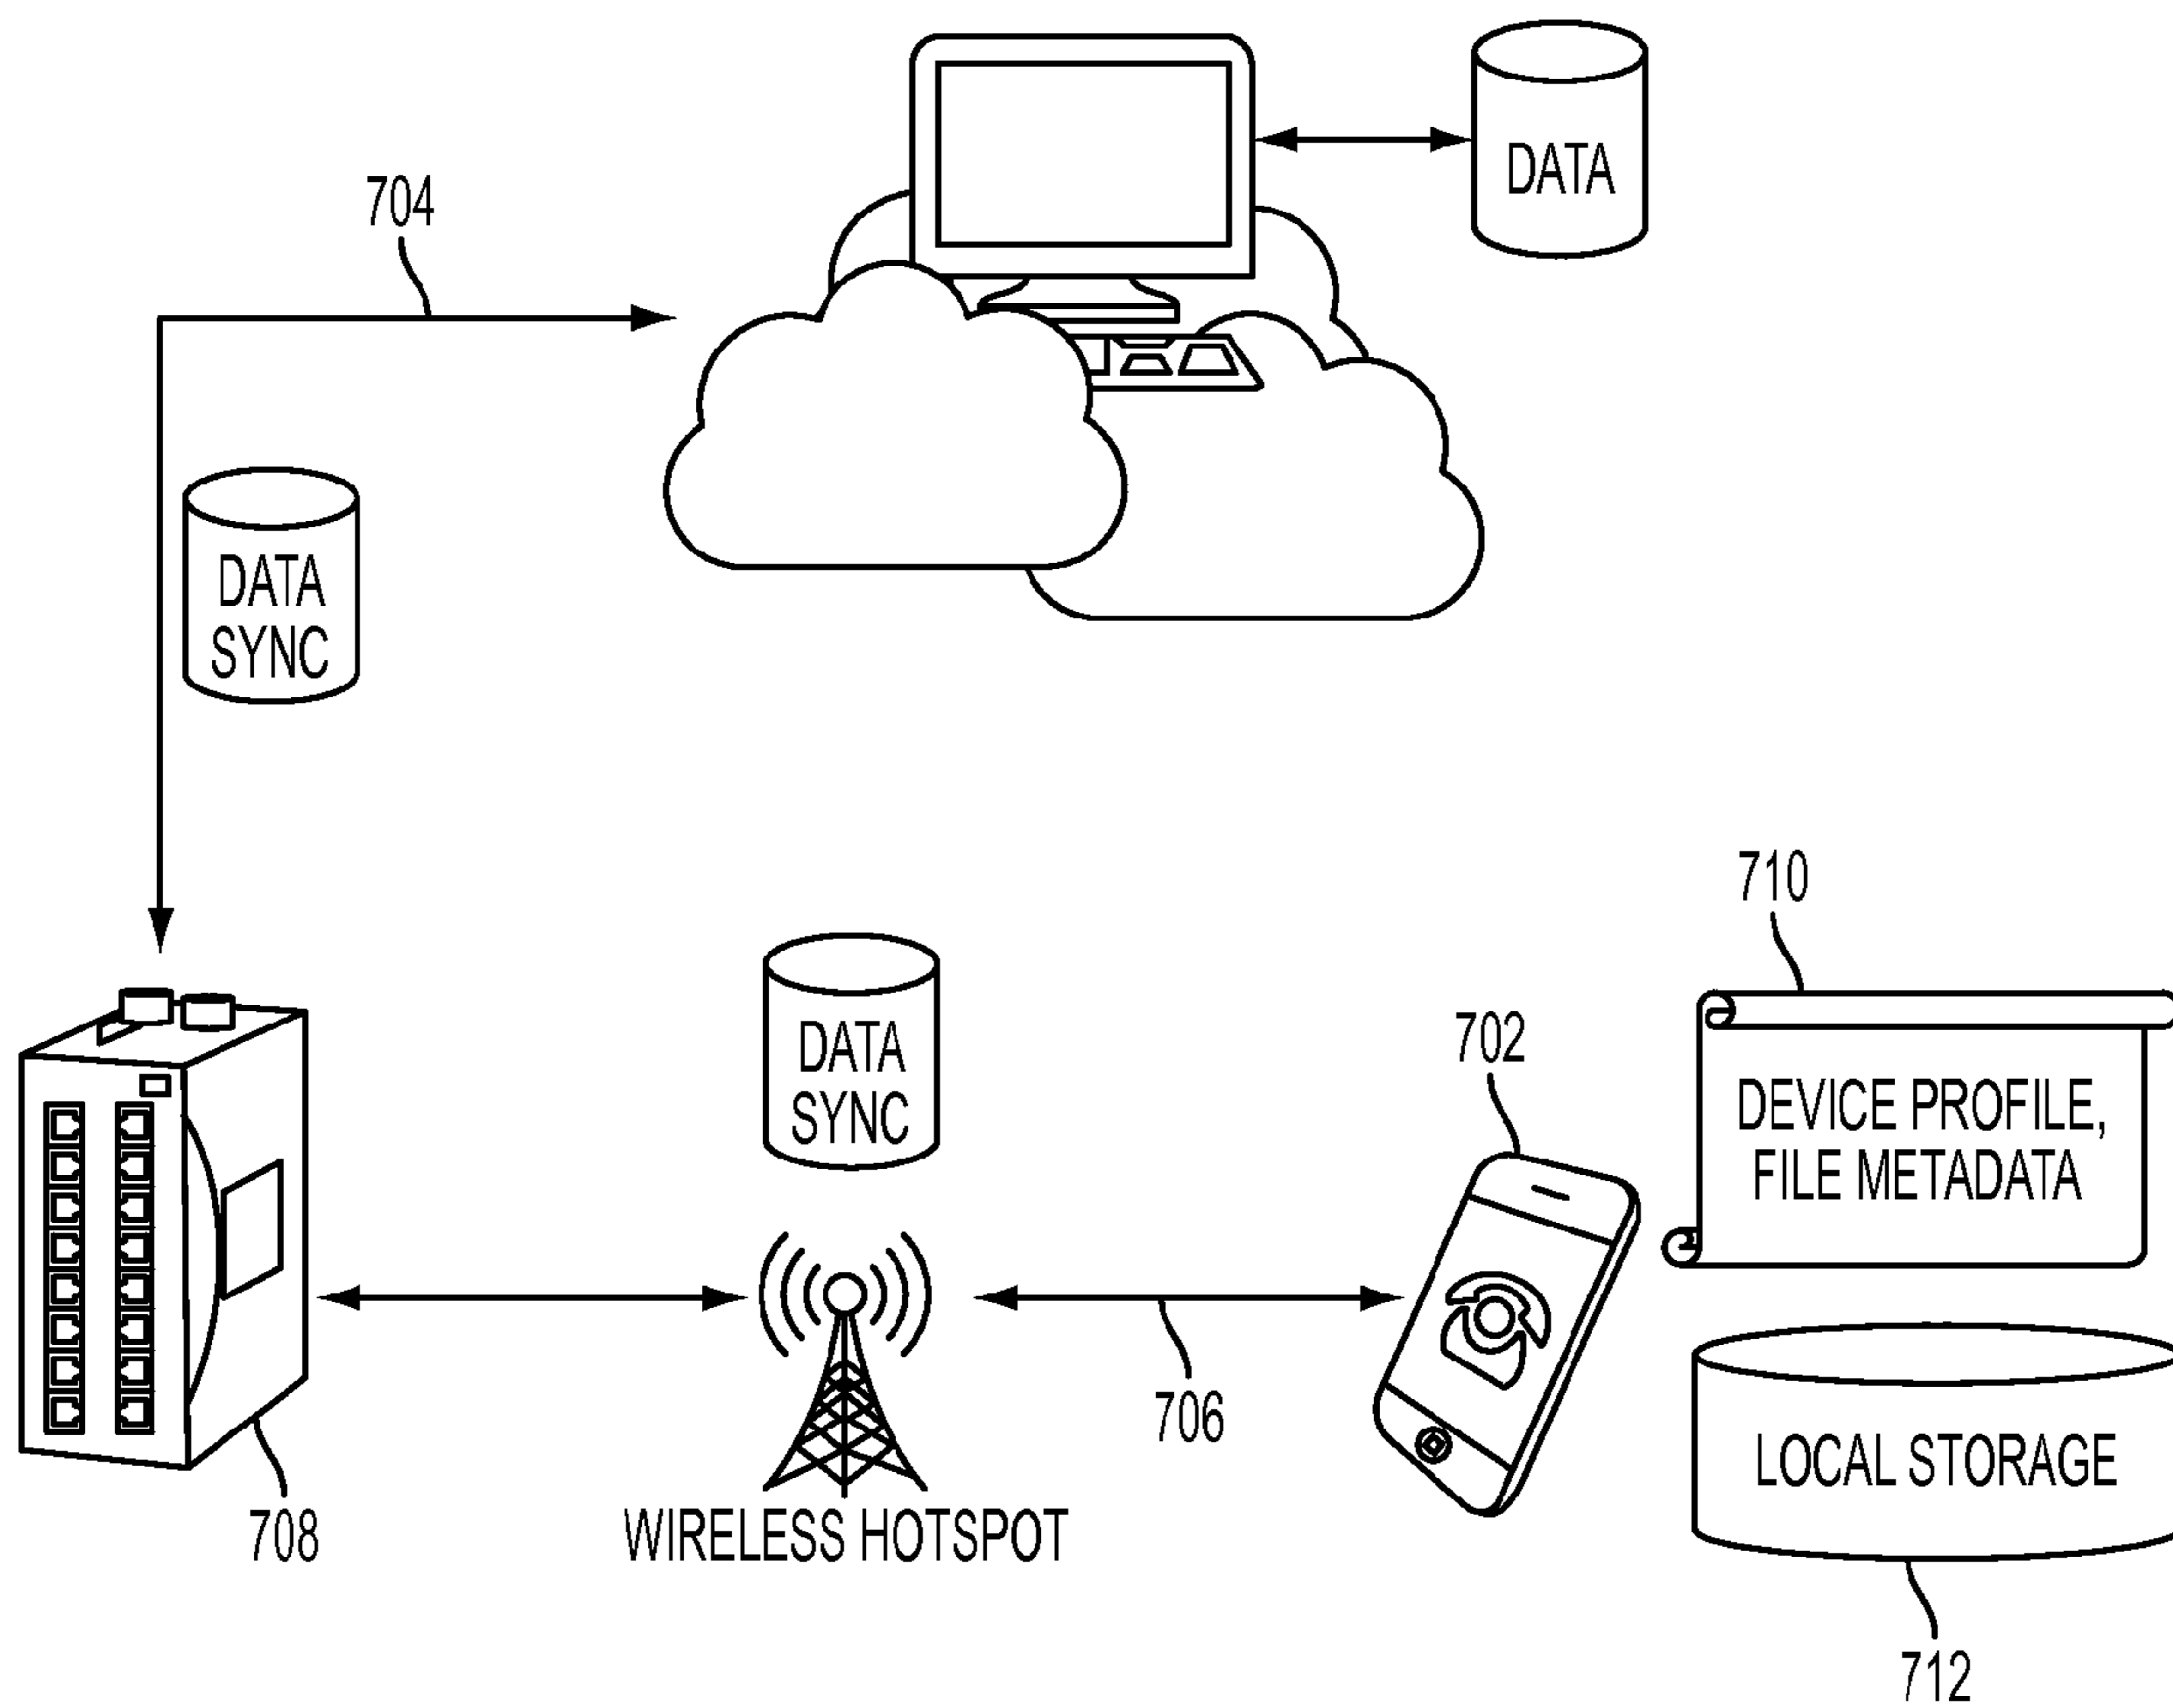 DATA
704
DATA
SYNC
710
DATA
SYNC
702
DEVICE PROFILE,
FILE METADATA
706
LOCAL STORAGE
708
WIRELESS HOTSPOT
712